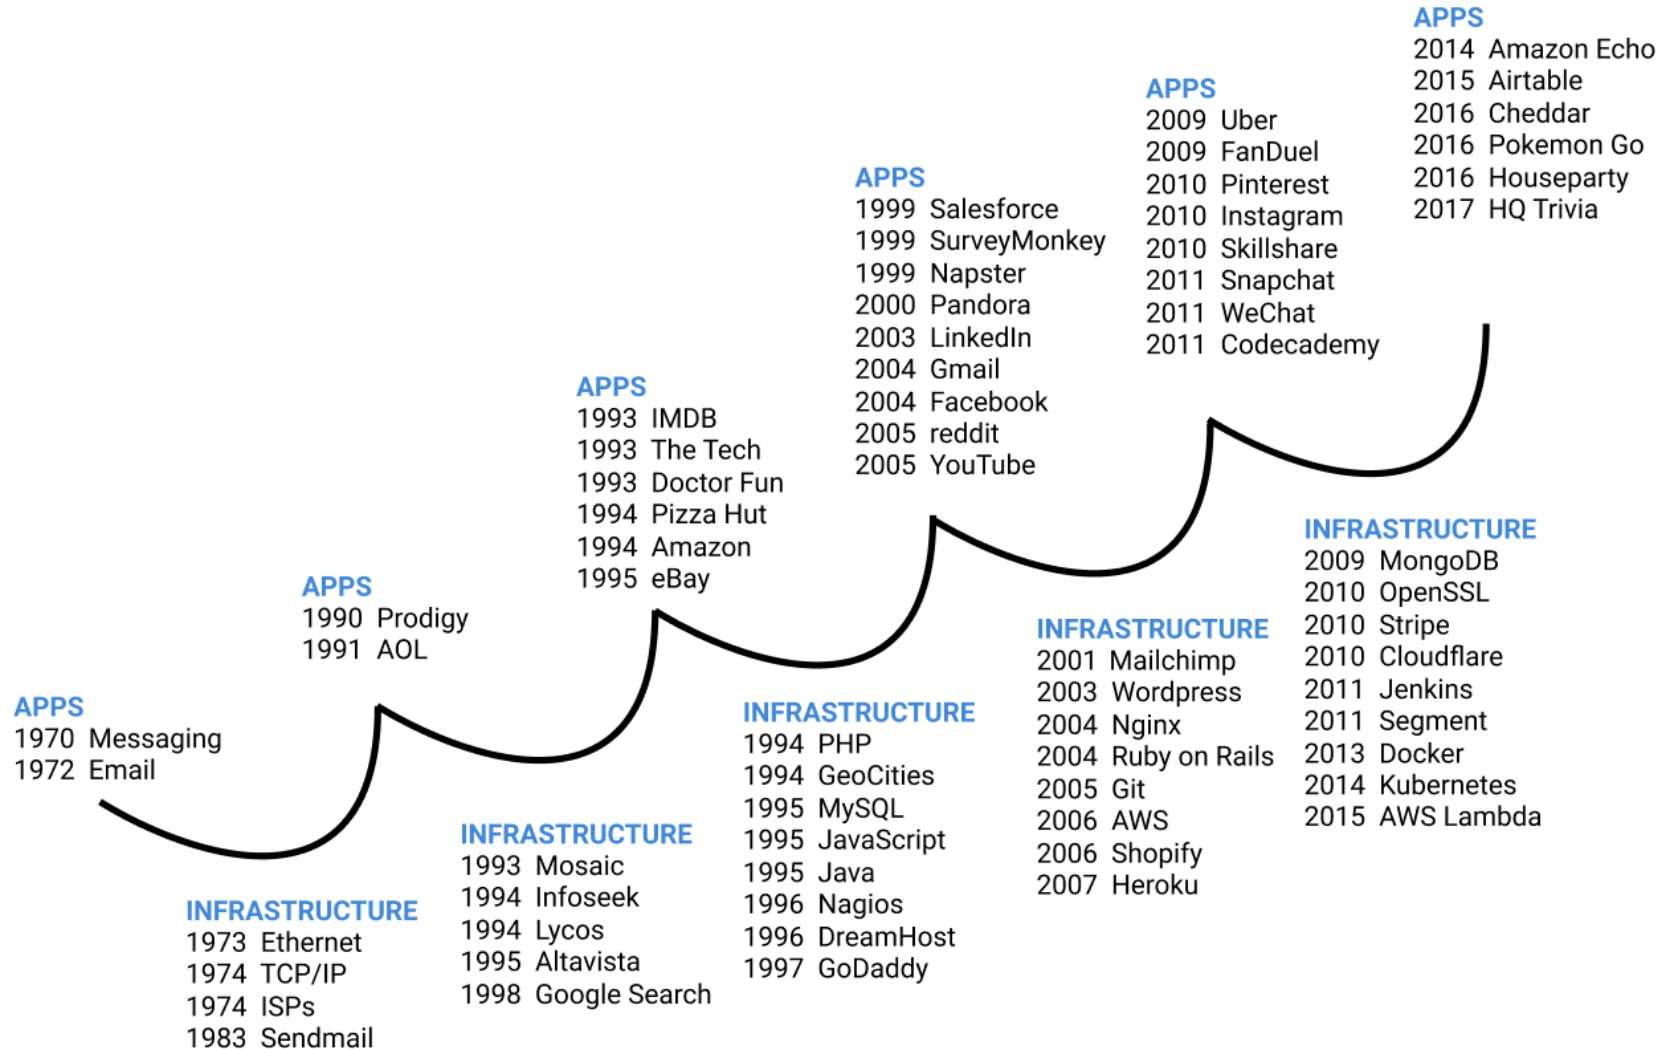 APPS
1970 Messaging
1972 Email
INFRASTRUCTURE
1973 Ethernet
1974 TCP/IP
1974 ISPs
1983 Sendmail
APPS
1990 Prodigy
1991 AOL
INFRASTRUCTURE
1993 Mosaic
1994 Infoseek
1994 Lycos
1995 Altavista
1998 Google Search
APPS
1993 IMDB
1993 The Tech
1993 Doctor Fun
1994 Pizza Hut
1994 Amazon
1995 eBay
INFRASTRUCTURE
1994 PHP
1994 GeoCities
1995 MySQL
1995 JavaScript
1995 Java
1996 Nagios
1996 DreamHost
1997 GoDaddy
APPS
1999 Salesforce
1999 SurveyMonkey
1999 Napster
2000 Pandora
2003 LinkedIn
2004 Gmail
2004 Facebook
2005 reddit
2005 YouTube
INFRASTRUCTURE
2001 Mailchimp
2003 Wordpress
2004 Nginx
2004 Ruby on Rails
2005 Git
2006 AWS
2006 Shopify
2007 Heroku
APPS
2009 Uber
2009 FanDuel
2010 Pinterest
2010 Instagram
2010 Skillshare
2011 Snapchat
2011 WeChat
2011 Codecademy
INFRASTRUCTURE
2009 MongoDB
2010 OpenSSL
2010 Stripe
2010 Cloudflare
2011 Jenkins
2011 Segment
2013 Docker
2014 Kubernetes
2015 AWS Lambda
APPS
2014 Amazon Echo
2015 Airtable
2016 Cheddar
2016 Pokemon Go
2016 Houseparty
2017 HQ Trivia